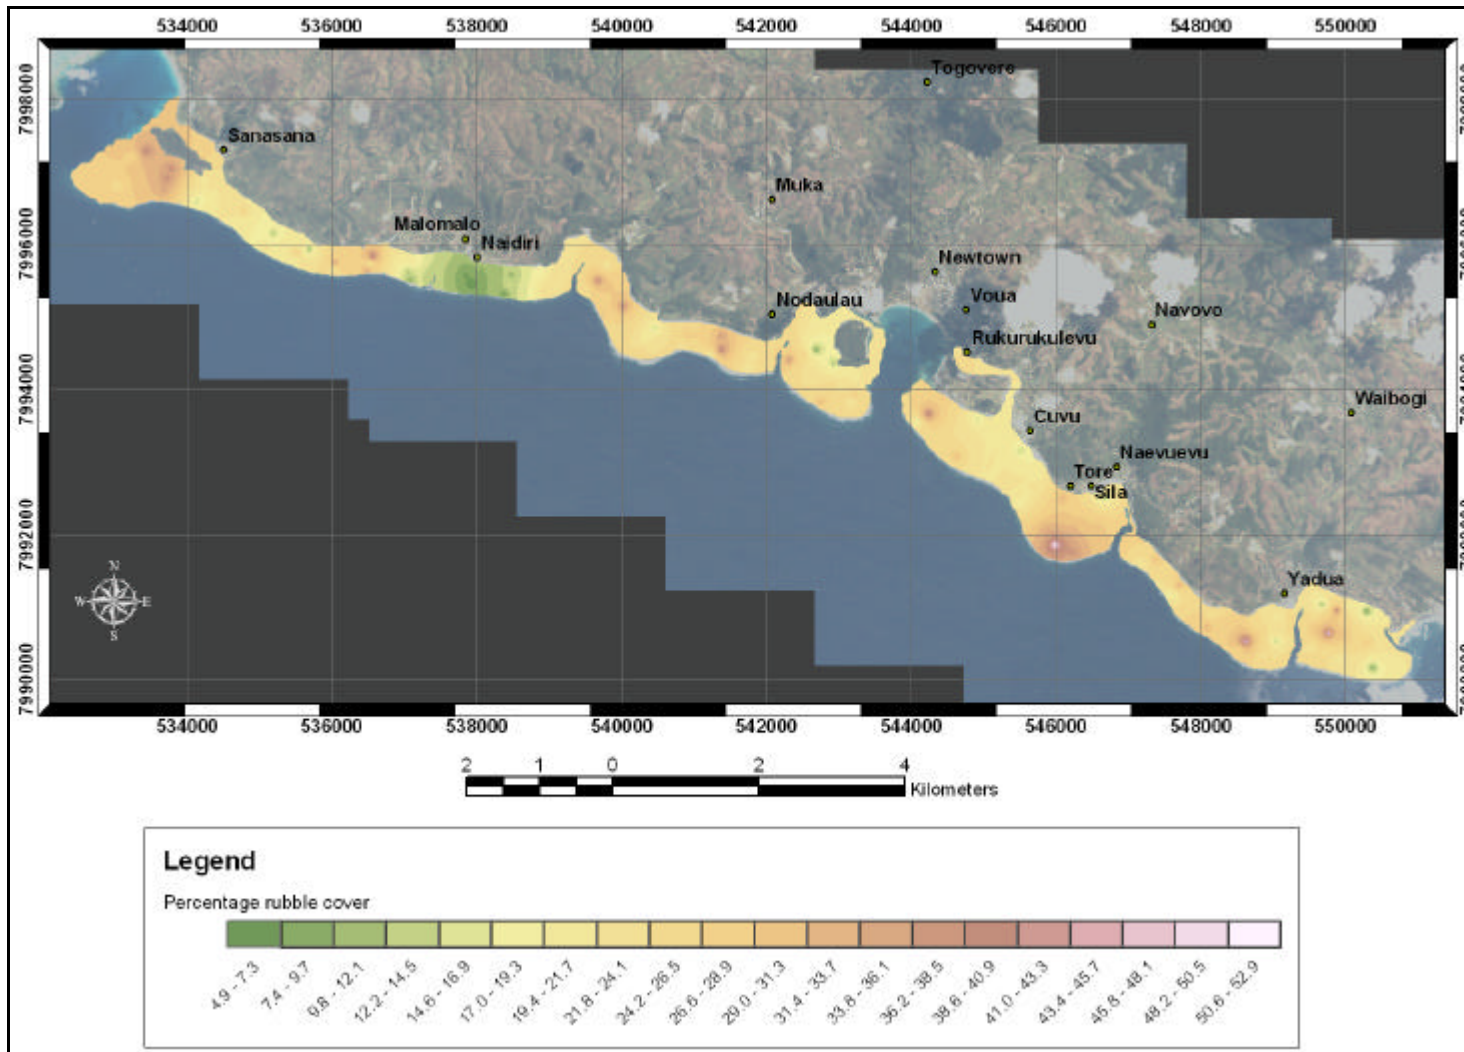 534000 536000 538000 540000 542000 544000 546000 548000 550000
7998000
7996000
7994000
7992000
7990000
Togovere
Sanasana
Muka
Malomalo
Naidiri
Newtown
Nodaulau
Voua
Navovo
Rukurukulevu
Waibogi
Cuvu
Naevuevu
Tore
Sila
Yadua
N
W E
S
534000 536000 538000 540000 542000 544000 546000 548000 550000
2 1 0 2 4
Kilometers
Legend
Percentage rubble cover
4.9 - 7.3
7.4 - 9.7
9.8 - 12.1
12.2 - 14.5
14.6 - 16.9
17.0 - 19.3
19.4 - 21.7
21.8 - 24.1
24.2 - 26.5
26.6 - 28.9
29.0 - 31.3
31.4 - 33.7
33.8 - 36.1
36.2 - 38.5
38.6 - 40.9
41.0 - 43.3
43.4 - 45.7
45.8 - 48.1
48.2 - 50.5
50.6 - 52.9